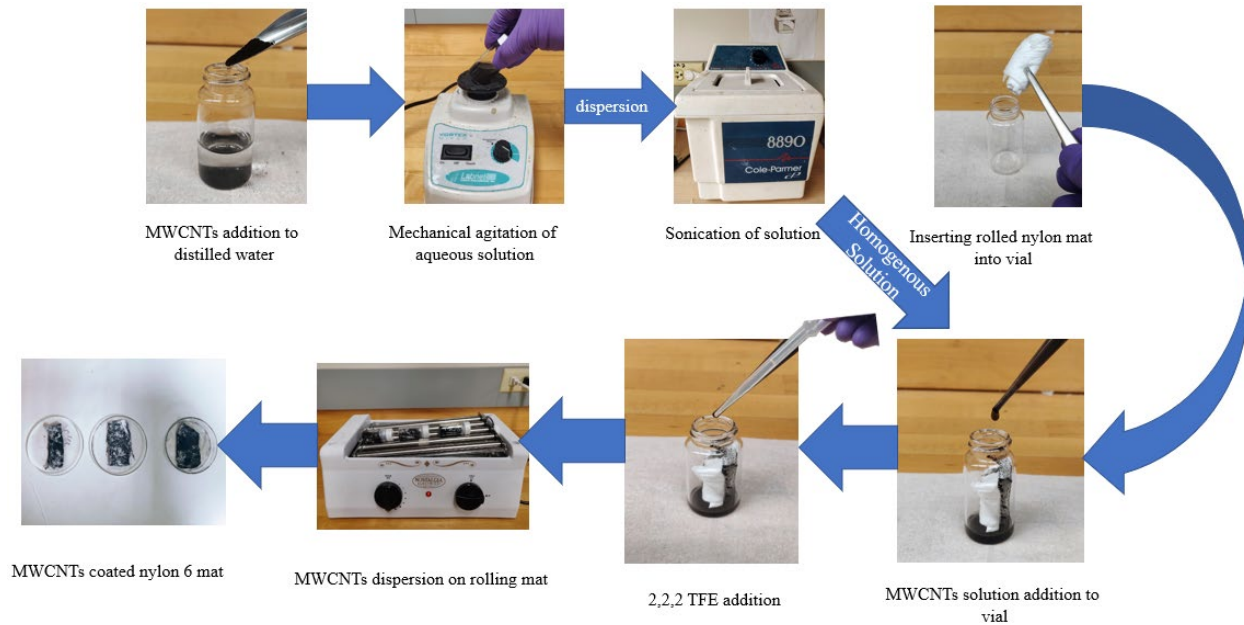 MWCNTs addition to
distilled water
Mechanical agitation of
aqueous solution
dispersion
8890
Cole-Parmer
Sonication of solution
Inserting rolled nylon mat
into vial
Homogenous
Solution
MWCNTs coated nylon 6 mat
MWCNTs dispersion on rolling mat
2,2,2 TFE addition
MWCNTs solution addition to
vial